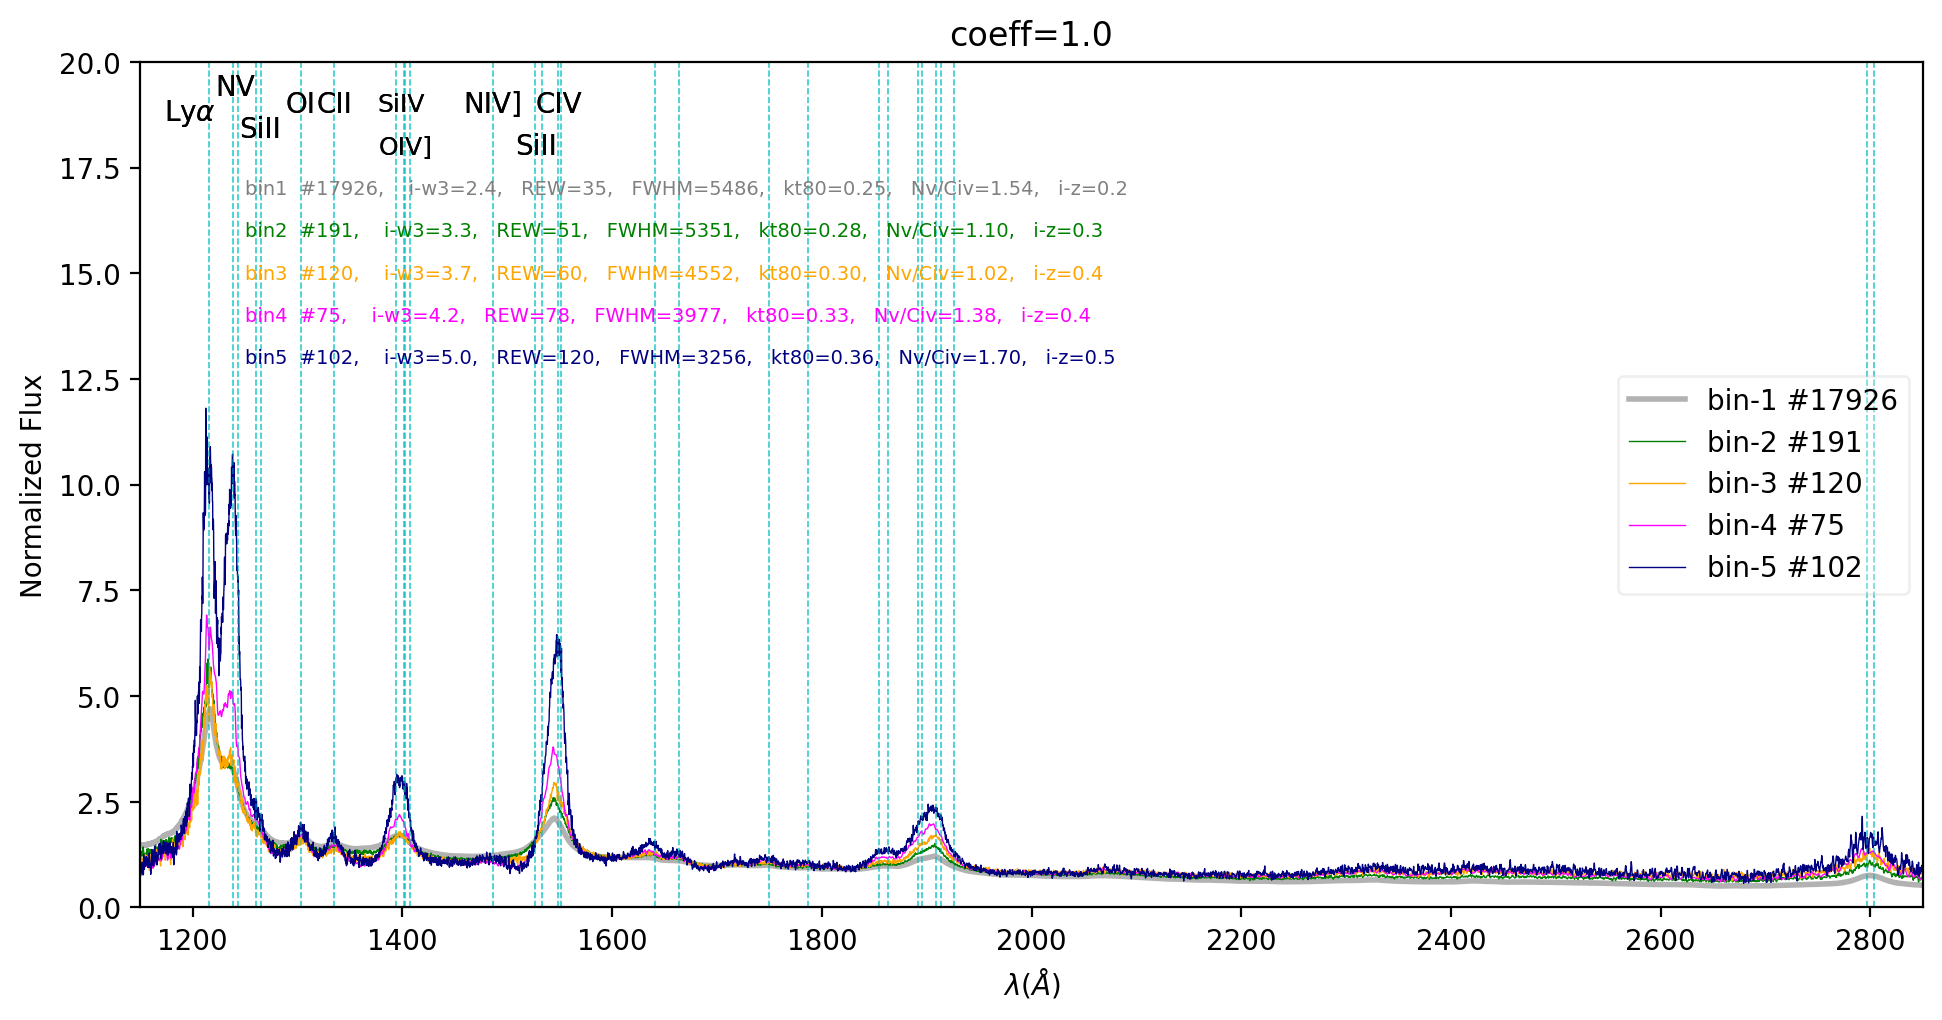 coeff=1.0
20.0
17.5
15.0
12.5
10.0
7.5
5.0
2.5
0.0
Normalized Flux
Lyα
NV
SiII
OI
CII
SiIV
OIV]
NIV]
CIV
SiII
bin1 #17926, i-w3=2.4, REW=35, FWHM=5486, kt80=0.25, Nv/Civ=1.54, i-z=0.2
bin2 #191, i-w3=3.3, REW=51, FWHM=5351, kt80=0.28, Nv/Civ=1.10, i-z=0.3
bin3 #120, i-w3=3.7, REW=60, FWHM=4552, kt80=0.30, Nv/Civ=1.02, i-z=0.4
bin4 #75, i-w3=4.2, REW=78, FWHM=3977, kt80=0.33, Nv/Civ=1.38, i-z=0.4
bin5 #102, i-w3=5.0, REW=120, FWHM=3256, kt80=0.36, Nv/Civ=1.70, i-z=0.5
bin-1 #17926
bin-2 #191
bin-3 #120
bin-4 #75
bin-5 #102
1200 1400 1600 1800 2000 2200 2400 2600 2800
λ(Å)